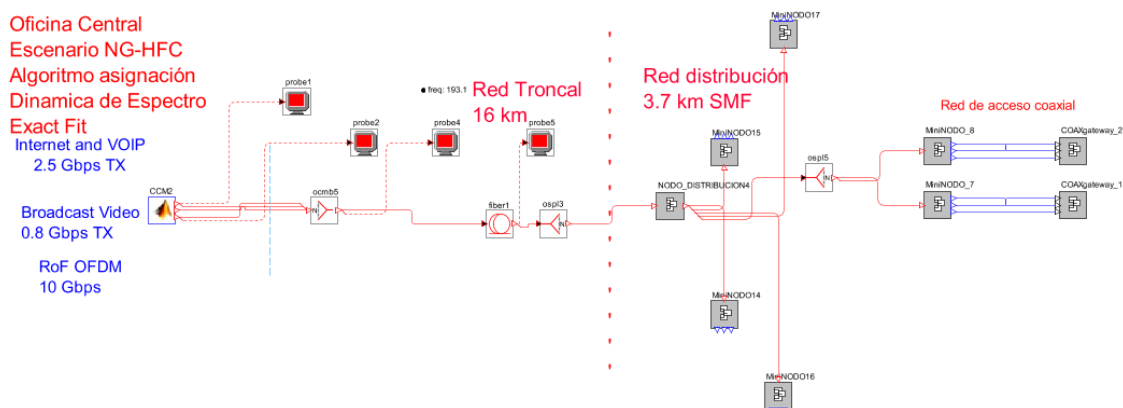 Oficina Central
Escenario NG-HFC
Algoritmo asignación
Dinamica de Espectro
Exact Fit
Internet and VOIP
2.5 Gbps TX
Broadcast Video
0.8 Gbps TX
RoF OFDM
10 Gbps
CCM2
probe1
probe2
freq: 193.1
probe4
ocmb5
IN
Red Troncal
16 km
probe5
fiber1
ospl3
IN
Red distribución
3.7 km SMF
MiniNODO17
MiniNODO15
NODO_DISTRIBUCION4
MiniNODO14
MiniNODO16
ospl5
IN
Red de acceso coaxial
MiniNODO_8
COAXgateway_2
MiniNODO_7
COAXgateway_1